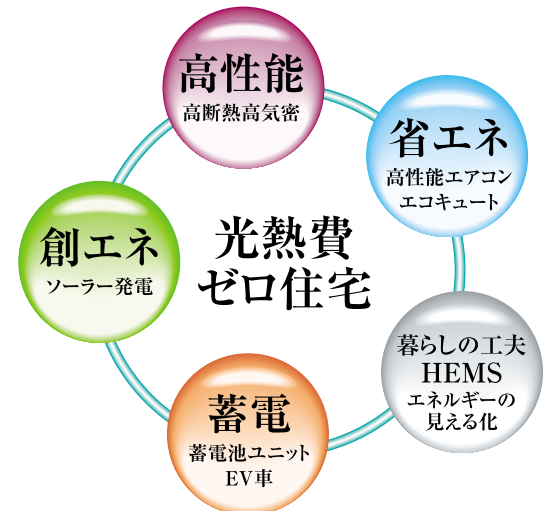 高性能
高断熱高気密
省エネ
高性能エアコン
エコキュート
光熱費
ゼロ住宅
創エネ
ソーラー発電
暮らしの工夫
HEMS
エネルギーの
見える化
蓄電
蓄電池ユニット
EV車